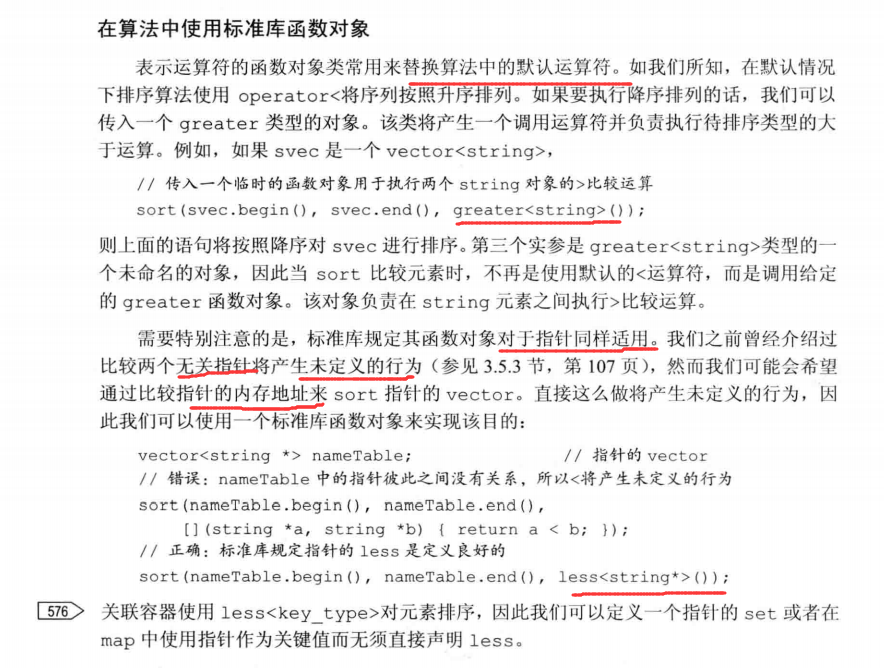 在算法中使用标准库函数对象
表示运算符的函数对象类常用来替换算法中的默认运算符。如我们所知，在默认情况
下排序算法使用 operator<将序列按照升序排列。如果要执行降序排列的话，我们可以
传入一个 greater 类型的对象。该类将产生一个调用运算符并负责执行待排序类型的大
于运算。例如，如果 svec 是一个 vector<string>，
// 传入一个临时的函数对象用于执行两个 string 对象的>比较运算
sort(svec.begin(), svec.end(), greater<string>());
则上面的语句将按照降序对 svec 进行排序。第三个实参是 greater<string>类型的一
个未命名的对象，因此当 sort 比较元素时，不再是使用默认的<运算符，而是调用给定
的 greater 函数对象。该对象负责在 string 元素之间执行>比较运算。
需要特别注意的是，标准库规定其函数对象对于指针同样适用。我们之前曾经介绍过
比较两个无关指针将产生未定义的行为（参见 3.5.3 节，第 107 页），然而我们可能会希望
通过比较指针的内存地址来 sort 指针的 vector。直接这么做将产生未定义的行为，因
此我们可以使用一个标准库函数对象来实现该目的：
vector<string *> nameTable; // 指针的 vector
// 错误：nameTable 中的指针彼此之间没有关系，所以<将产生未定义的行为
sort(nameTable.begin(), nameTable.end(),
[](string *a, string *b) { return a < b; });
// 正确：标准库规定指针的 less 是定义良好的
sort(nameTable.begin(), nameTable.end(), less<string*>());
576 关联容器使用 less<key_type>对元素排序，因此我们可以定义一个指针的 set 或者在
map 中使用指针作为关键值而无须直接声明 less。